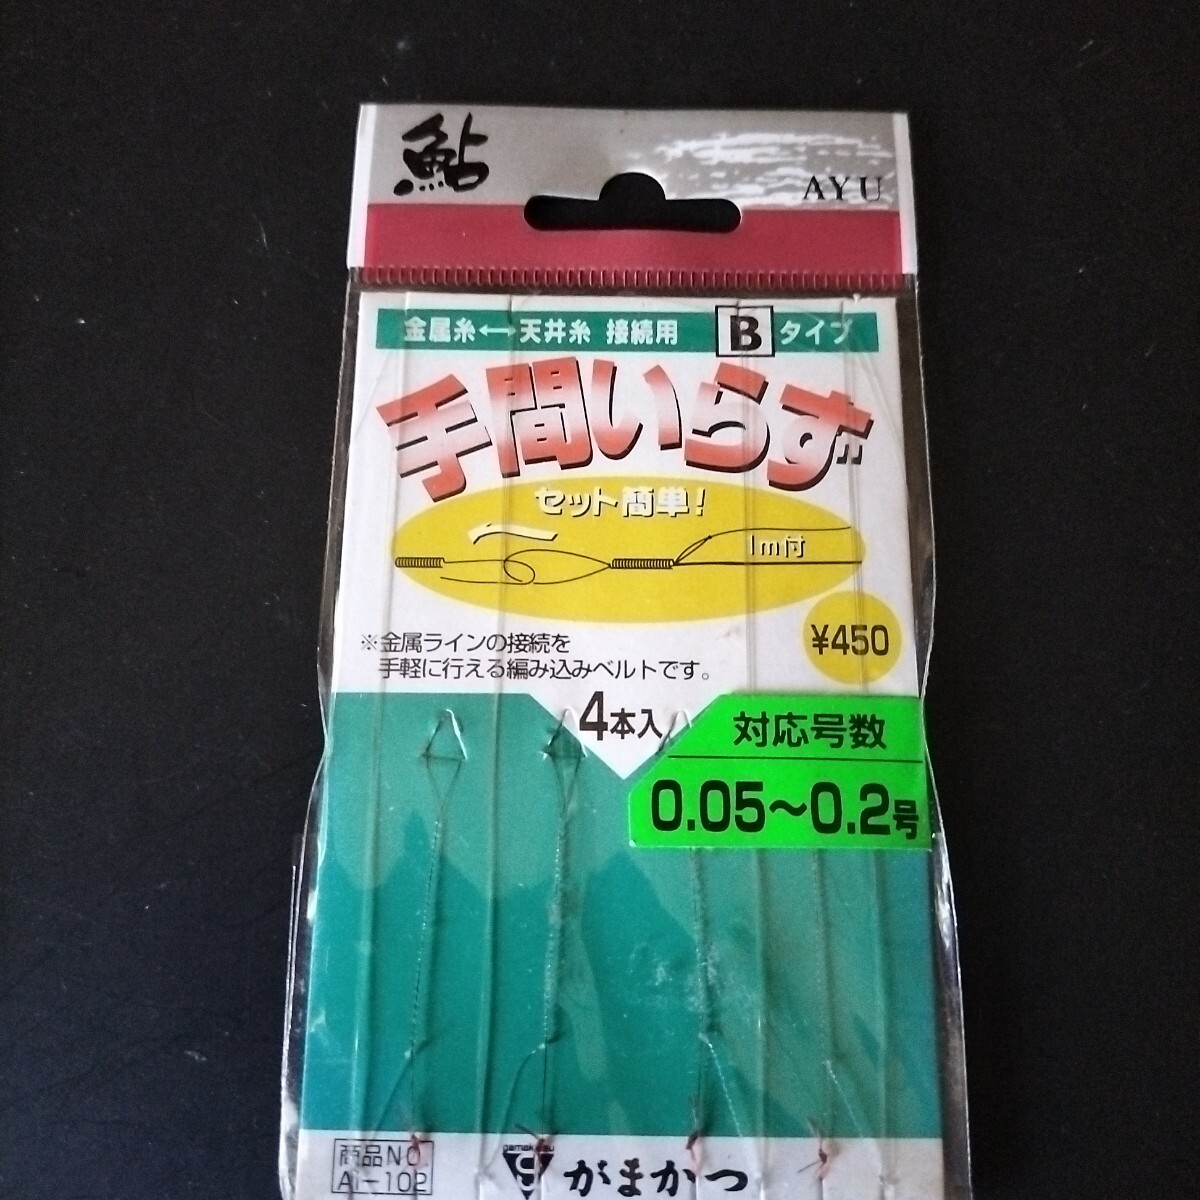 鮎
AYU
金属糸←→天井糸 接続用 B タイプ
手間いらず
セット簡単!
1m付
¥450
※金属ラインの接続を
手軽に行える編み込みベルトです。
4本入
対応号数
0.05〜0.2号
商品NO.
AI-102
gamakatsu
がまかつ